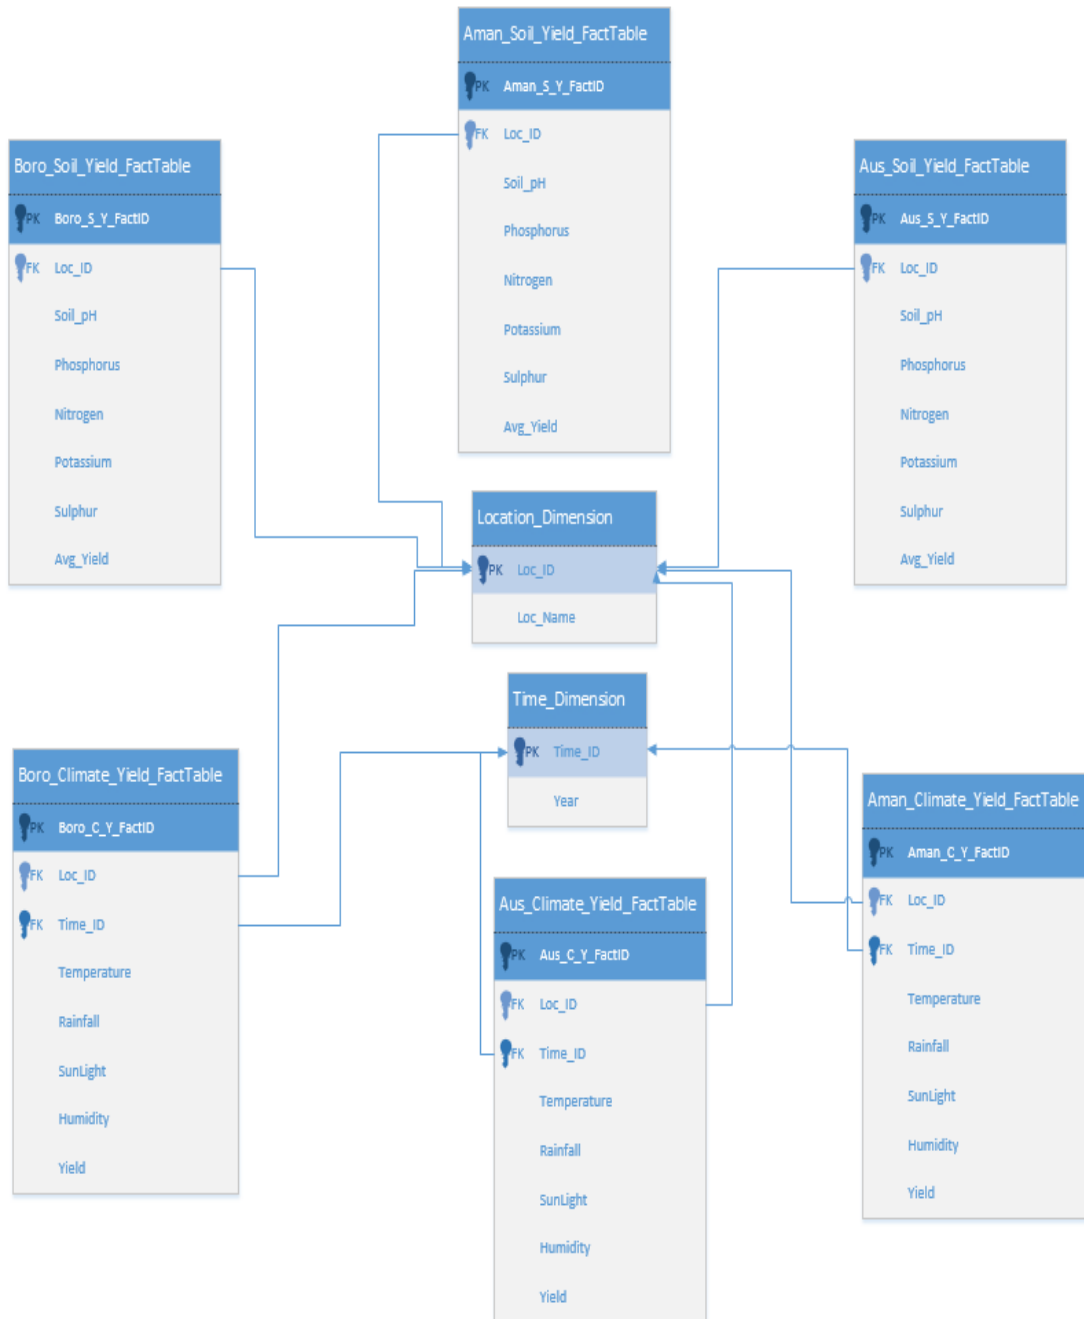 Aman_Soil_Yield_FactTable
PK Aman_S_Y_FactID
FK Loc_ID
Soil_pH
Phosphorus
Nitrogen
Potassium
Sulphur
Avg_Yield
Boro_Soil_Yield_FactTable
PK Boro_S_Y_FactID
FK Loc_ID
Soil_pH
Phosphorus
Nitrogen
Potassium
Sulphur
Avg_Yield
Aus_Soil_Yield_FactTable
PK Aus_S_Y_FactID
FK Loc_ID
Soil_pH
Phosphorus
Nitrogen
Potassium
Sulphur
Avg_Yield
Location_Dimension
PK Loc_ID
Loc_Name
Time_Dimension
PK Time_ID
Year
Boro_Climate_Yield_FactTable
PK Boro_C_Y_FactID
FK Loc_ID
FK Time_ID
Temperature
Rainfall
SunLight
Humidity
Yield
Aus_Climate_Yield_FactTable
PK Aus_C_Y_FactID
FK Loc_ID
FK Time_ID
Temperature
Rainfall
SunLight
Humidity
Yield
Aman_Climate_Yield_FactTable
PK Aman_C_Y_FactID
FK Loc_ID
FK Time_ID
Temperature
Rainfall
SunLight
Humidity
Yield